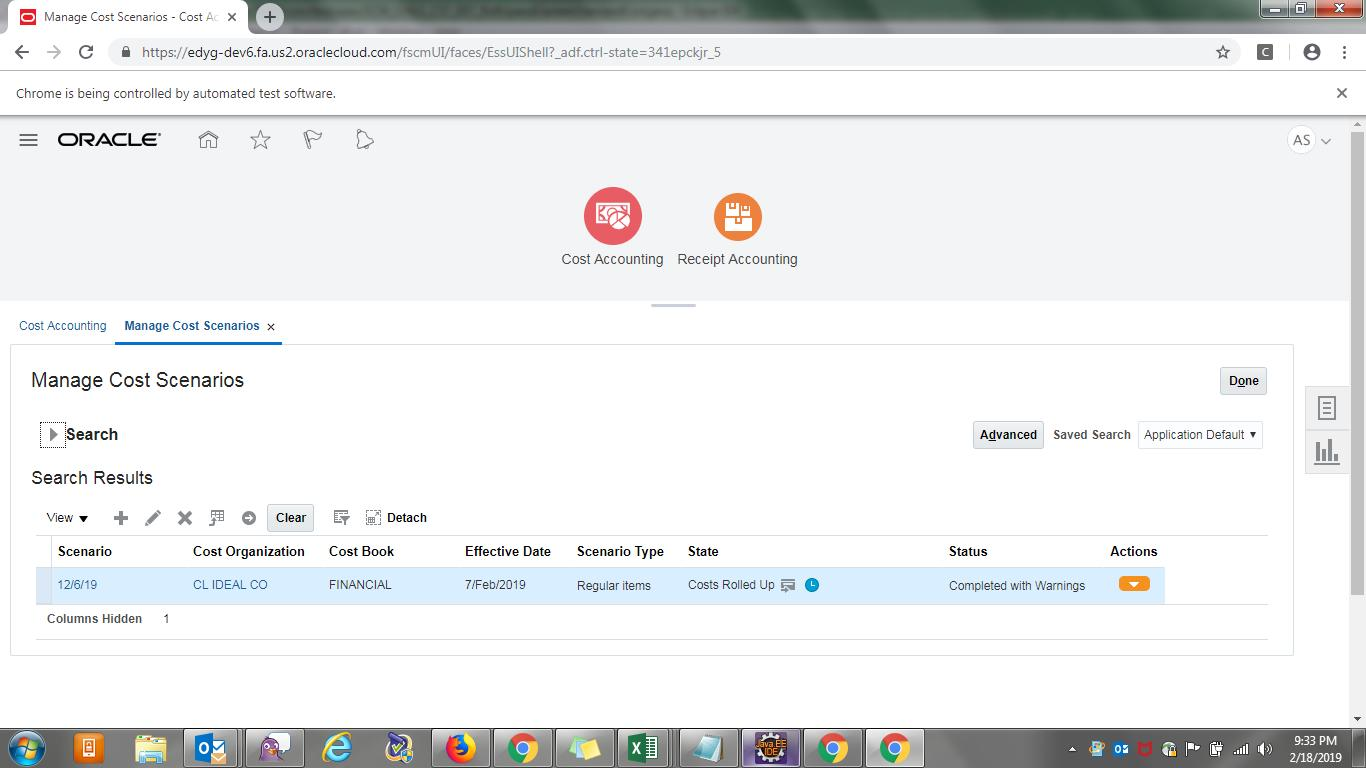 Manage Cost Scenarios - Cost Ac
https://edyg-dev6.fa.us2.oraclecloud.com/fscmUI/faces/EssUIShell?_adf.ctrl-state=341epckjr_5
C
Chrome is being controlled by automated test software.
ORACLE
AS
Cost Accounting Receipt Accounting
Cost Accounting Manage Cost Scenarios
Manage Cost Scenarios Done
Search Advanced Saved Search Application Default
Search Results
View Clear Detach
Scenario Cost Organization Cost Book Effective Date Scenario Type State Status Actions
12/6/19 CL IDEAL CO FINANCIAL 7/Feb/2019 Regular items Costs Rolled Up Completed with Warnings
Columns Hidden 1
Java EE
IDE
9:33 PM
2/18/2019